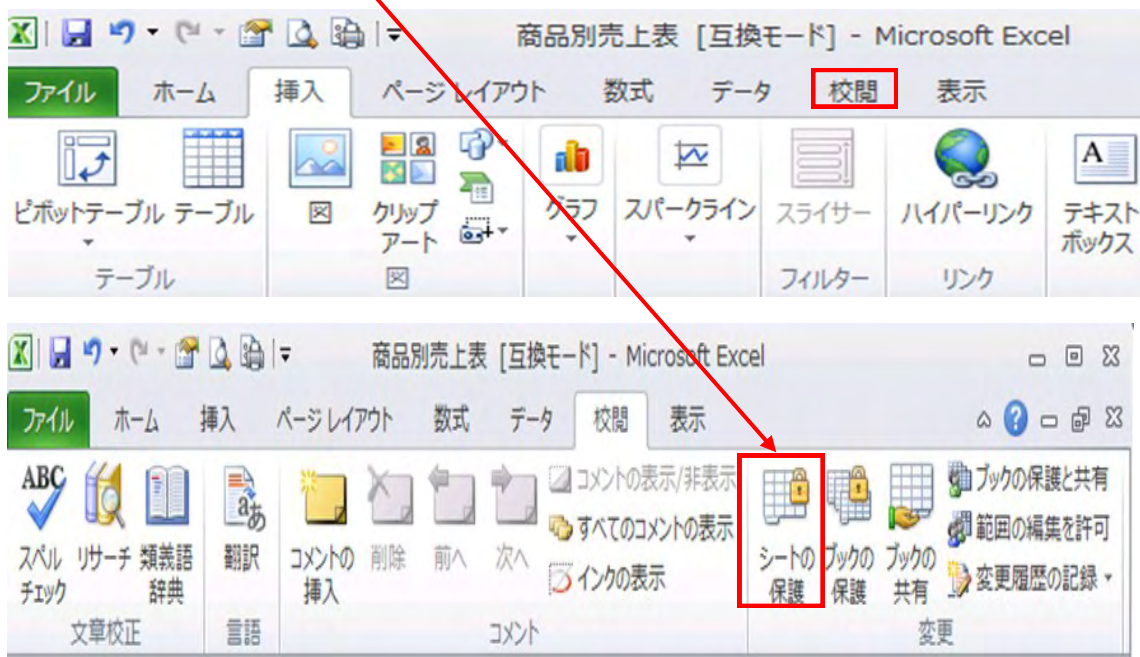 商品別売上表 [互換モード] - Microsoft Excel
ファイル ホーム 挿入 ページ レイアウト 数式 データ 校閲 表示
ピボットテーブル テーブル 図 クリップ アート グラフ スパークライン スライサー ハイパーリンク テキスト ボックス
テーブル 図 フィルター リンク
商品別売上表 [互換モード] - Microsoft Excel
ファイル ホーム 挿入 ページ レイアウト 数式 データ 校閲 表示
スペル チェック リサーチ 類義語 辞典 翻訳 コメントの 挿入 削除 前へ 次へ
コメントの表示/非表示
すべてのコメントの表示
インクの表示
シートの 保護 ブックの 保護 ブックの 共有
ブックの保護と共有
範囲の編集を許可
変更履歴の記録
文章校正 言語 コメント 変更